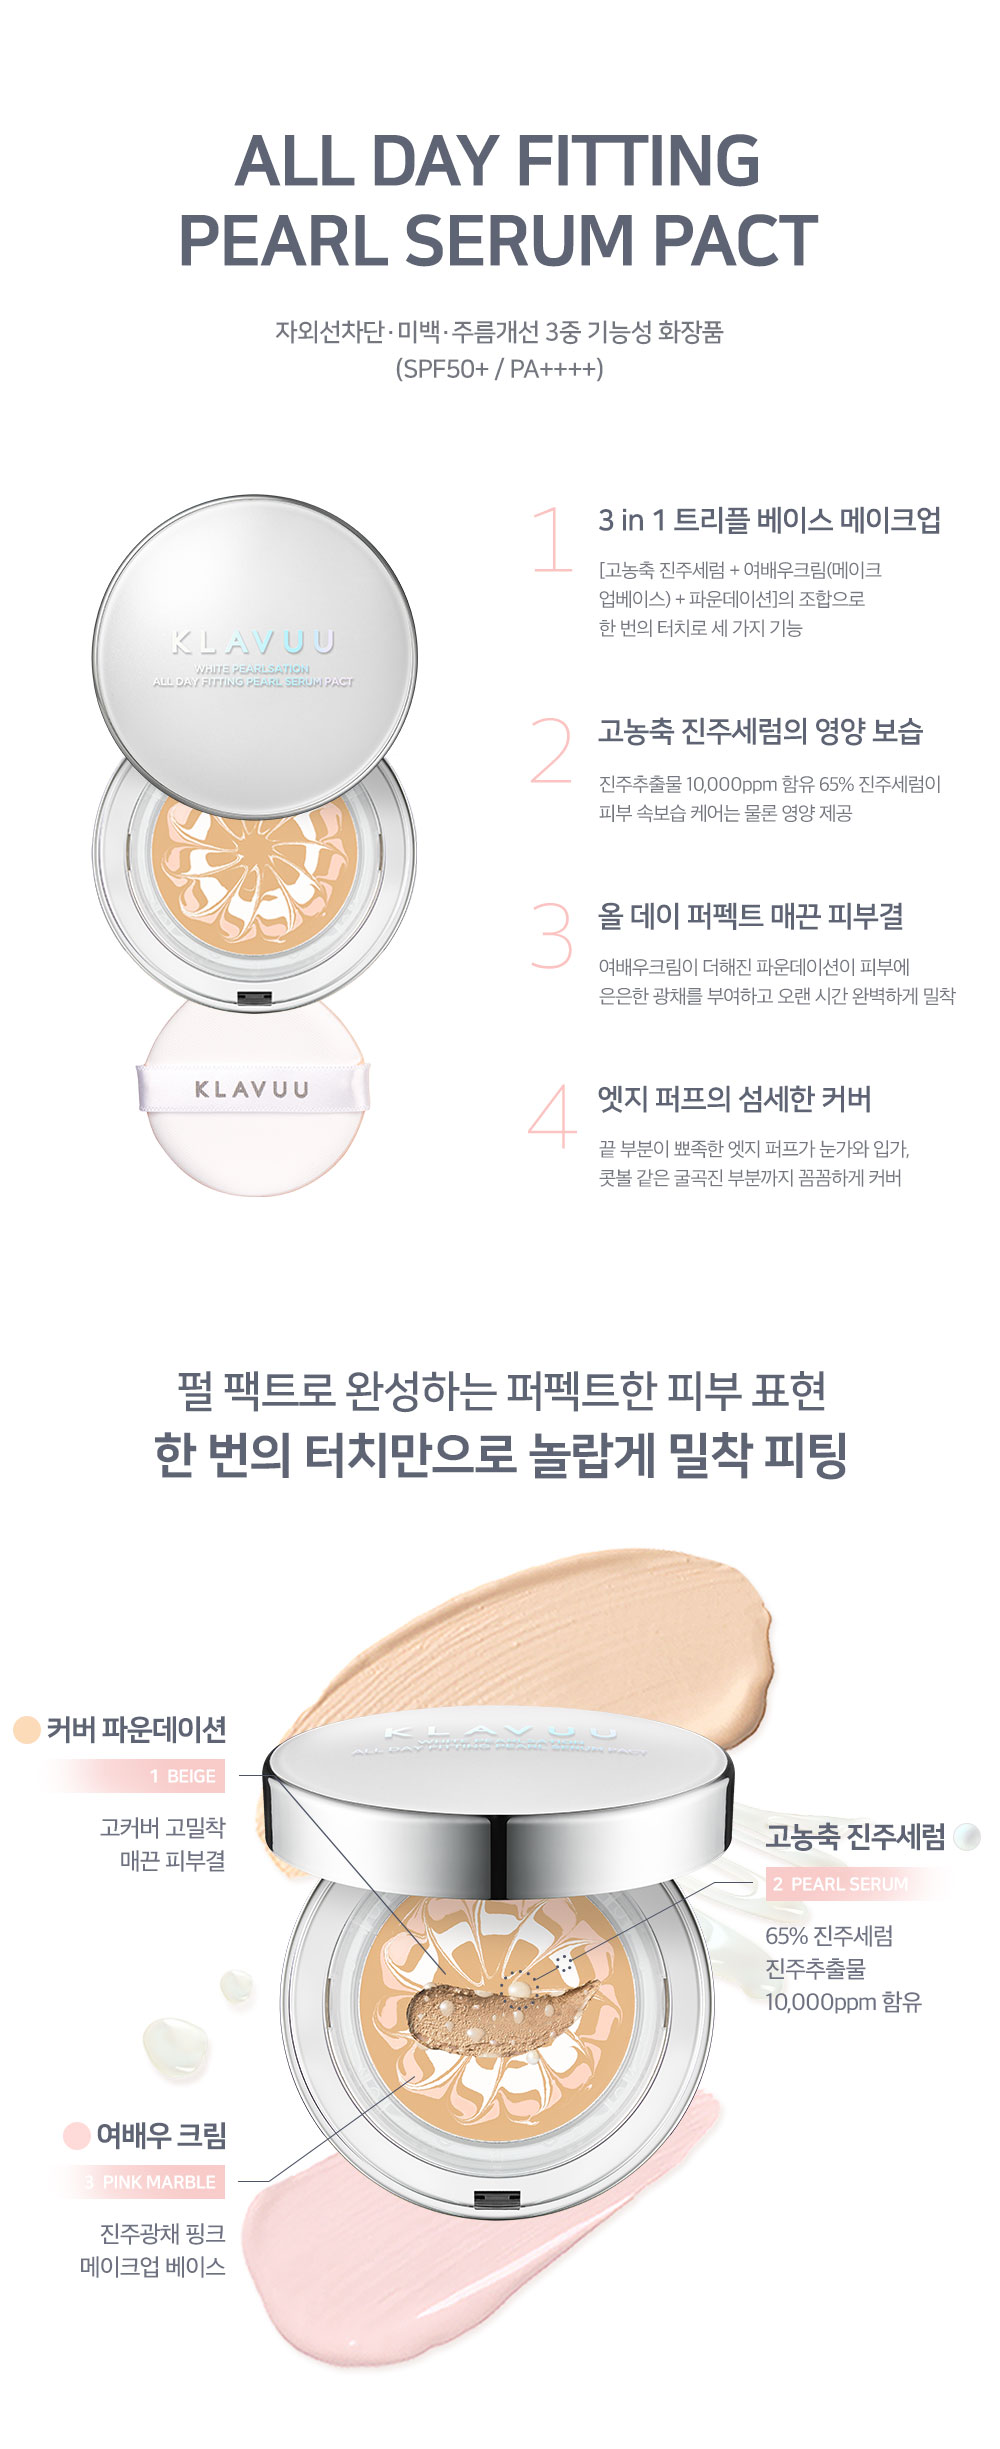 ALL DAY FITTING
PEARL SERUM PACT
자외선차단·미백·주름개선 3중 기능성 화장품
(SPF50+ / PA++++)
KLAVUU
WHITE PEARLSATION
ALL DAY FITTING PEARL SERUM PACT
KLAVUU
1
3 in 1 트리플 베이스 메이크업
[고농축 진주세럼 + 여배우크림(메이크
업베이스) + 파운데이션]의 조합으로
한 번의 터치로 세 가지 기능
2
고농축 진주세럼의 영양 보습
진주추출물 10,000ppm 함유 65% 진주세럼이
피부 속보습 케어는 물론 영양 제공
3
올 데이 퍼펙트 매끈 피부결
여배우크림이 더해진 파운데이션이 피부에
은은한 광채를 부여하고 오랜 시간 완벽하게 밀착
4
엣지 퍼프의 섬세한 커버
끝 부분이 뾰족한 엣지 퍼프가 눈가와 입가,
콧볼 같은 굴곡진 부분까지 꼼꼼하게 커버
펄 팩트로 완성하는 퍼펙트한 피부 표현
한 번의 터치만으로 놀랍게 밀착 피팅
커버 파운데이션
1 BEIGE
고커버 고밀착
매끈 피부결
KLAVUU
WHITE PEARLSATION
ALL DAY FITTING PEARL SERUM PACT
고농축 진주세럼
2 PEARL SERUM
65% 진주세럼
진주추출물
10,000ppm 함유
여배우 크림
3 PINK MARBLE
진주광채 핑크
메이크업 베이스